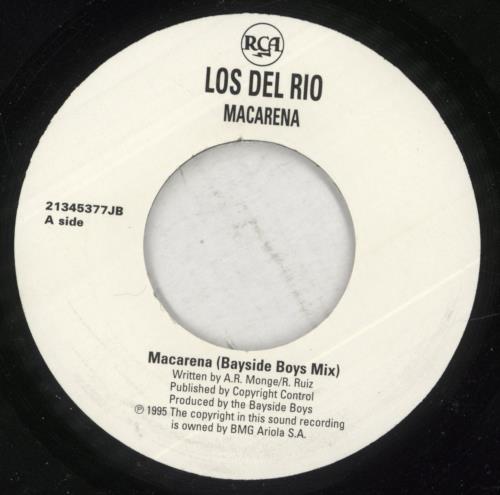 RCA
LOS DEL RIO
MACARENA
21345377JB
A side
Macarena (Bayside Boys Mix)
Written by A.R. Monge/R. Ruiz
Published by Copyright Control
Produced by the Bayside Boys
℗ 1995 The copyright in this sound recording
is owned by BMG Ariola S.A.